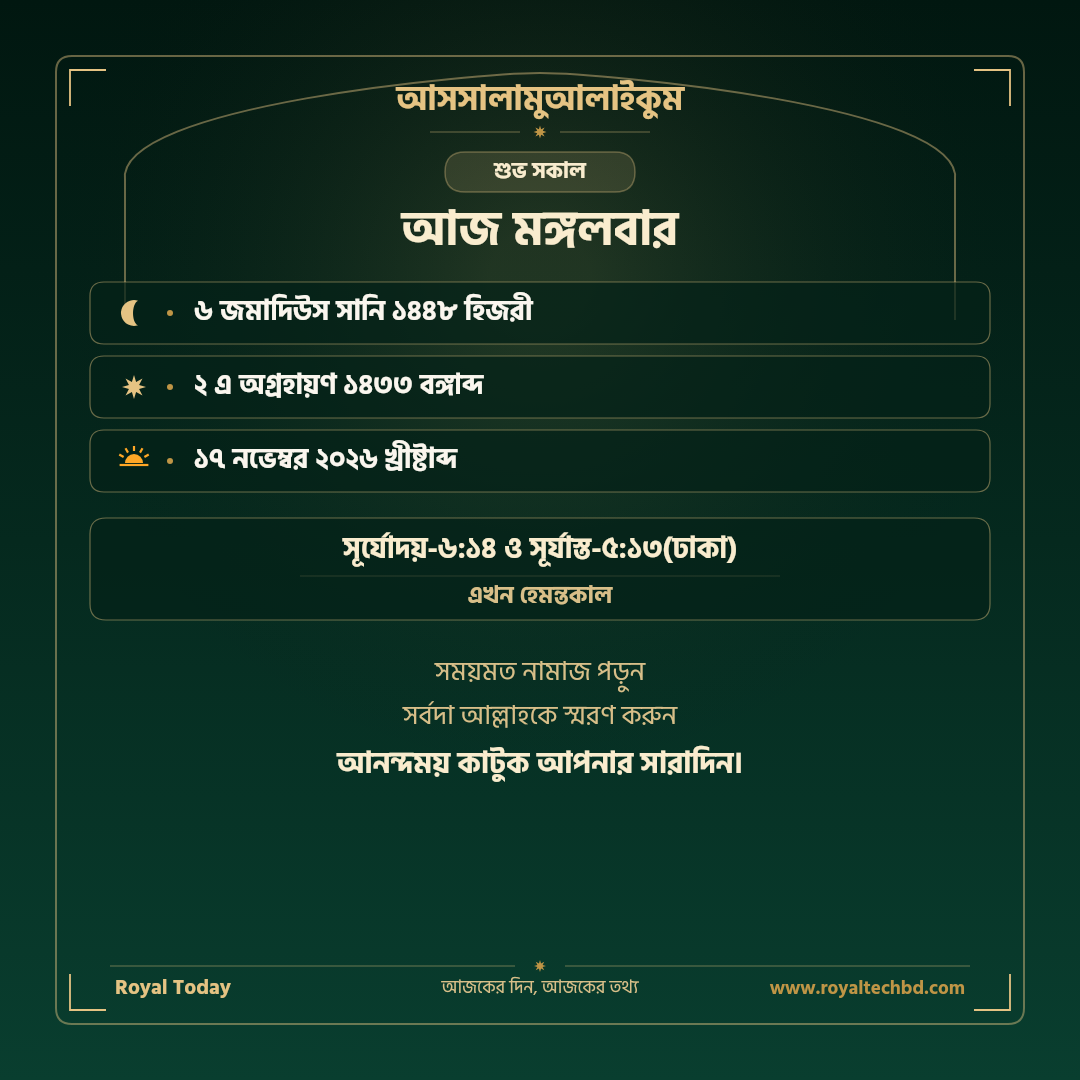 আসসালামুআলাইকুম
শুভ সকাল
আজ মঙ্গলবার
৬ জমাদিউস সানি ১৪৪৮ হিজরী
২ এ অগ্রহায়ণ ১৪৩৩ বঙ্গাব্দ
১৭ নভেম্বর ২০২৬ খ্রীষ্টাব্দ
সূর্যোদয়-৬:১৪ ও সূর্যাস্ত-৫:১৩(ঢাকা)
এখন হেমন্তকাল
সময়মত নামাজ পড়ুন
সর্বদা আল্লাহকে স্মরণ করুন
আনন্দময় কাটুক আপনার সারাদিন।
Royal Today
আজকের দিন, আজকের তথ্য
www.royaltechbd.com